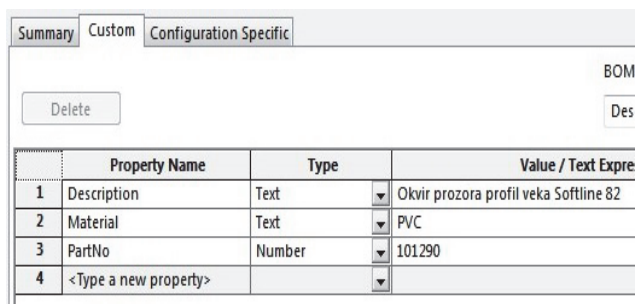 Summary Custom Configuration Specific
BOM
Delete Des
Property Name Type Value / Text Expre
1 Description Text Okvir prozora profil veka Softline 82
2 Material Text PVC
3 PartNo Number 101290
4 <Type a new property>